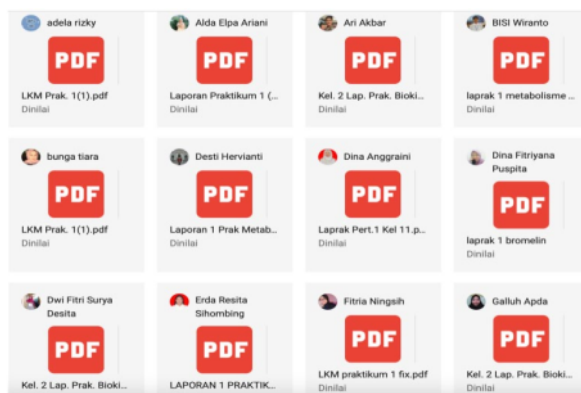 adela rizky
PDF
LKM Prak. 1(1).pdf
Dinilai
Alda Elpa Ariani
PDF
Laporan Praktikum 1 (...
Dinilai
Ari Akbar
PDF
Kel. 2 Lap. Prak. Bioki...
Dinilai
BISI Wiranto
PDF
laprak 1 metabolisme ...
Dinilai
bunga tiara
PDF
LKM Prak. 1(1).pdf
Dinilai
Desti Hervianti
PDF
Laporan 1 Prak Metab...
Dinilai
Dina Anggraini
PDF
Laprak Pert.1 Kel 11.p...
Dinilai
Dina Fitriyana
Puspita
PDF
laprak 1 bromelin
Dinilai
Dwi Fitri Surya
Desita
PDF
Kel. 2 Lap. Prak. Bioki...
Erda Resita
Sihombing
PDF
LAPORAN 1 PRAKTIK...
Fitria Ningsih
PDF
LKM praktikum 1 fix.pdf
Dinilai
Galluh Apda
PDF
Kel. 2 Lap. Prak. Bioki...
Dinilai